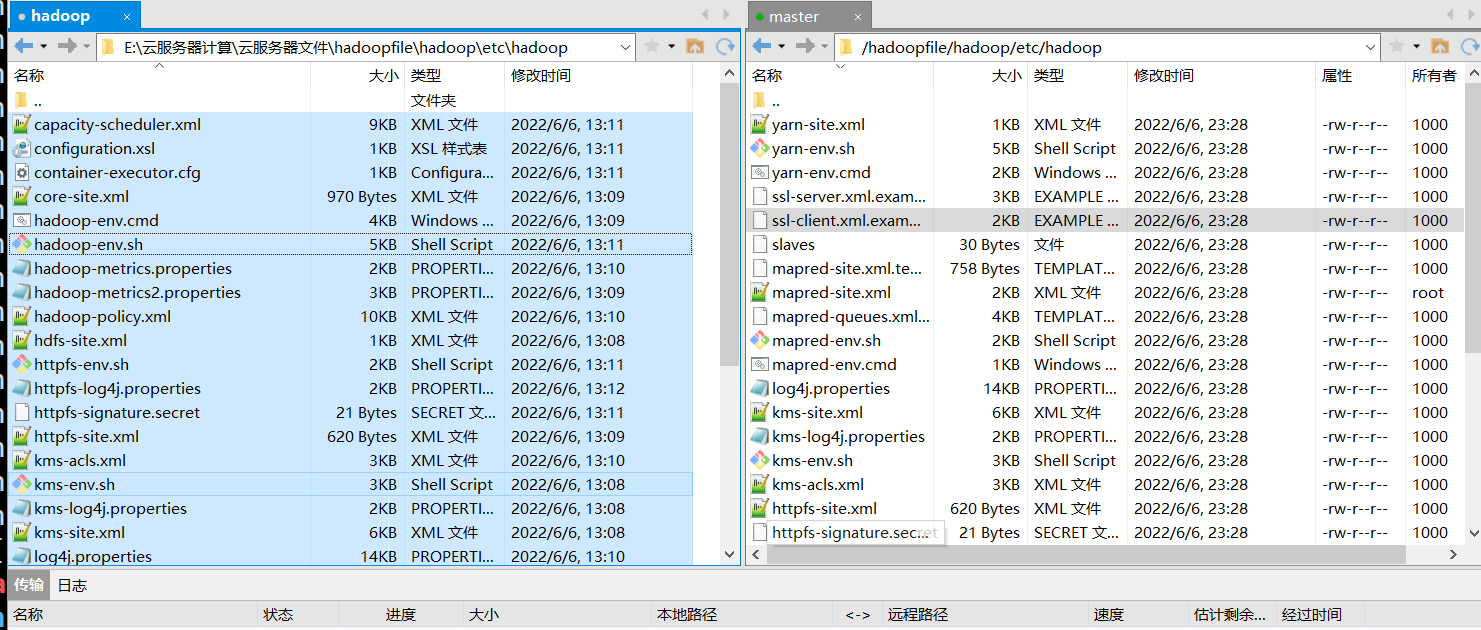 hadoop ×
E:\云服务器计算\云服务器文件\hadoopfile\hadoop\etc\hadoop
名称 大小 类型 修改时间
.. 文件夹
capacity-scheduler.xml 9KB XML 文件 2022/6/6, 13:11
configuration.xsl 1KB XSL 样式表 2022/6/6, 13:11
container-executor.cfg 1KB Configura... 2022/6/6, 13:11
core-site.xml 970 Bytes XML 文件 2022/6/6, 13:09
hadoop-env.cmd 4KB Windows ... 2022/6/6, 13:09
hadoop-env.sh 5KB Shell Script 2022/6/6, 13:11
hadoop-metrics.properties 2KB PROPERTI... 2022/6/6, 13:10
hadoop-metrics2.properties 3KB PROPERTI... 2022/6/6, 13:09
hadoop-policy.xml 10KB XML 文件 2022/6/6, 13:10
hdfs-site.xml 1KB XML 文件 2022/6/6, 13:08
httpfs-env.sh 2KB Shell Script 2022/6/6, 13:11
httpfs-log4j.properties 2KB PROPERTI... 2022/6/6, 13:12
httpfs-signature.secret 21 Bytes SECRET 文... 2022/6/6, 13:11
httpfs-site.xml 620 Bytes XML 文件 2022/6/6, 13:09
kms-acls.xml 3KB XML 文件 2022/6/6, 13:10
kms-env.sh 3KB Shell Script 2022/6/6, 13:08
kms-log4j.properties 2KB PROPERTI... 2022/6/6, 13:08
kms-site.xml 6KB XML 文件 2022/6/6, 13:08
log4j.properties 14KB PROPERTI... 2022/6/6, 13:10
master ×
/hadoopfile/hadoop/etc/hadoop
名称 大小 类型 修改时间 属性 所有者
..
yarn-site.xml 1KB XML 文件 2022/6/6, 23:28 -rw-r--r-- 1000
yarn-env.sh 5KB Shell Script 2022/6/6, 23:28 -rw-r--r-- 1000
yarn-env.cmd 2KB Windows ... 2022/6/6, 23:28 -rw-r--r-- 1000
ssl-server.xml.exam... 3KB EXAMPLE ... 2022/6/6, 23:28 -rw-r--r-- 1000
ssl-client.xml.exam... 2KB EXAMPLE ... 2022/6/6, 23:28 -rw-r--r-- 1000
slaves 30 Bytes 文件 2022/6/6, 23:28 -rw-r--r-- 1000
mapred-site.xml.te... 758 Bytes TEMPLAT... 2022/6/6, 23:28 -rw-r--r-- 1000
mapred-site.xml 2KB XML 文件 2022/6/6, 23:28 -rw-r--r-- root
mapred-queues.xml... 4KB TEMPLAT... 2022/6/6, 23:28 -rw-r--r-- 1000
mapred-env.sh 2KB Shell Script 2022/6/6, 23:28 -rw-r--r-- 1000
mapred-env.cmd 1KB Windows ... 2022/6/6, 23:28 -rw-r--r-- 1000
log4j.properties 14KB PROPERTI... 2022/6/6, 23:28 -rw-r--r-- 1000
kms-site.xml 6KB XML 文件 2022/6/6, 23:28 -rw-r--r-- 1000
kms-log4j.properties 2KB PROPERTI... 2022/6/6, 23:28 -rw-r--r-- 1000
kms-env.sh 3KB Shell Script 2022/6/6, 23:28 -rw-r--r-- 1000
kms-acls.xml 3KB XML 文件 2022/6/6, 23:28 -rw-r--r-- 1000
httpfs-site.xml 620 Bytes XML 文件 2022/6/6, 23:28 -rw-r--r-- 1000
httpfs-signature.sec... 21 Bytes SECRET 文... 2022/6/6, 23:28 -rw-r--r-- 1000
传输 日志
名称 状态 进度 大小 本地路径 <-> 远程路径 速度 估计剩余... 经过时间